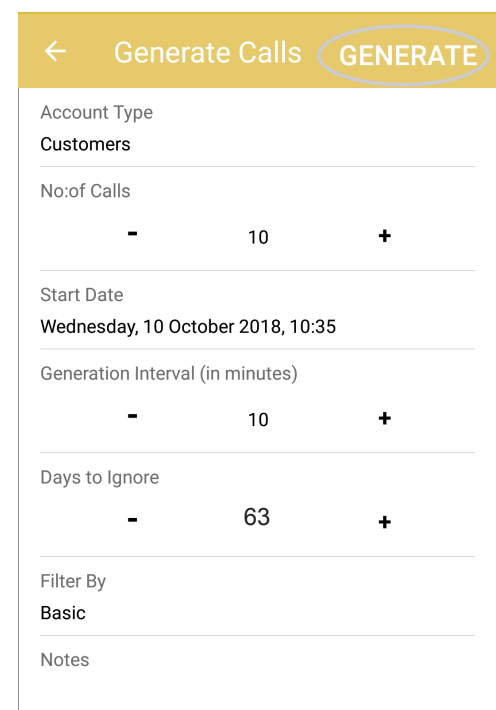 Generate Calls GENERATE
Account Type
Customers
No:of Calls
- 10 +
Start Date
Wednesday, 10 October 2018, 10:35
Generation Interval (in minutes)
- 10 +
Days to Ignore
- 63 +
Filter By
Basic
Notes